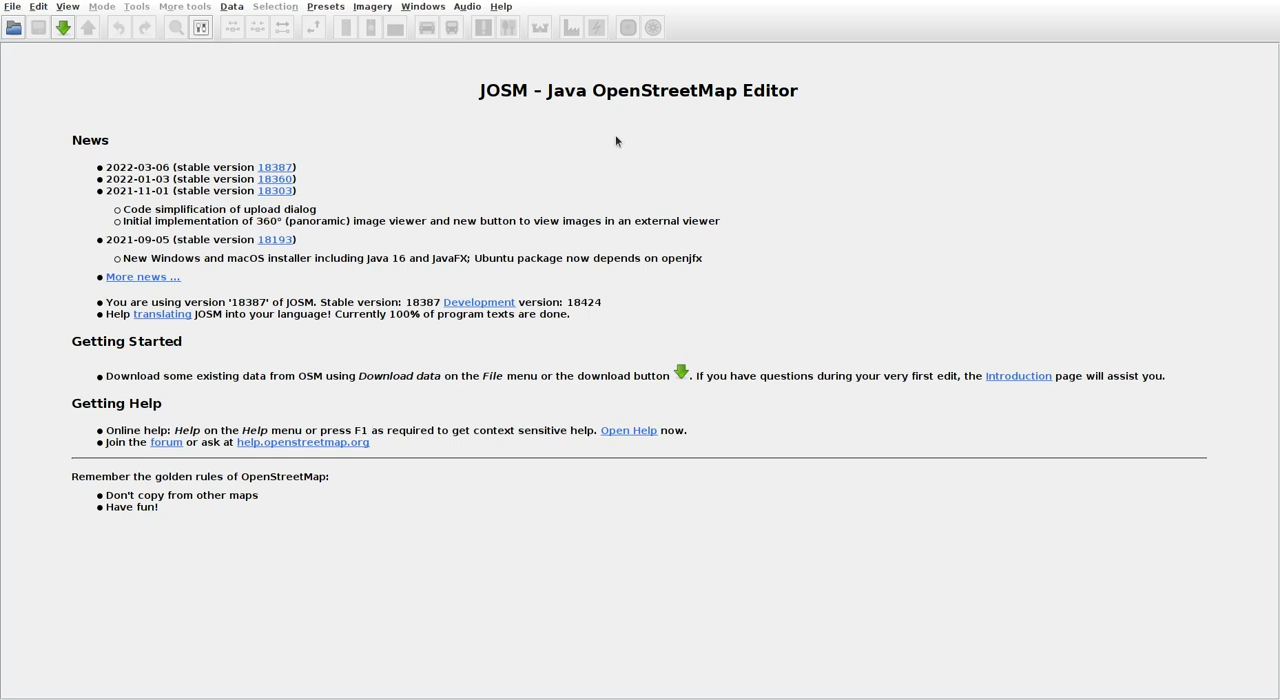 File Edit View Mode Tools More tools Data Selection Presets Imagery Windows Audio Help
JOSM – Java OpenStreetMap Editor
News
2022-03-06 (stable version 18387)
2022-01-03 (stable version 18360)
2021-11-01 (stable version 18303)
Code simplification of upload dialog
Initial implementation of 360° (panoramic) image viewer and new button to view images in an external viewer
2021-09-05 (stable version 18193)
New Windows and macOS installer including Java 16 and JavaFX; Ubuntu package now depends on openjfx
More news ...
You are using version '18387' of JOSM. Stable version: 18387 Development version: 18424
Help translating JOSM into your language! Currently 100% of program texts are done.
Getting Started
Download some existing data from OSM using Download data on the File menu or the download button . If you have questions during your very first edit, the Introduction page will assist you.
Getting Help
Online help: Help on the Help menu or press F1 as required to get context sensitive help. Open Help now.
Join the forum or ask at help.openstreetmap.org
Remember the golden rules of OpenStreetMap:
Don't copy from other maps
Have fun!